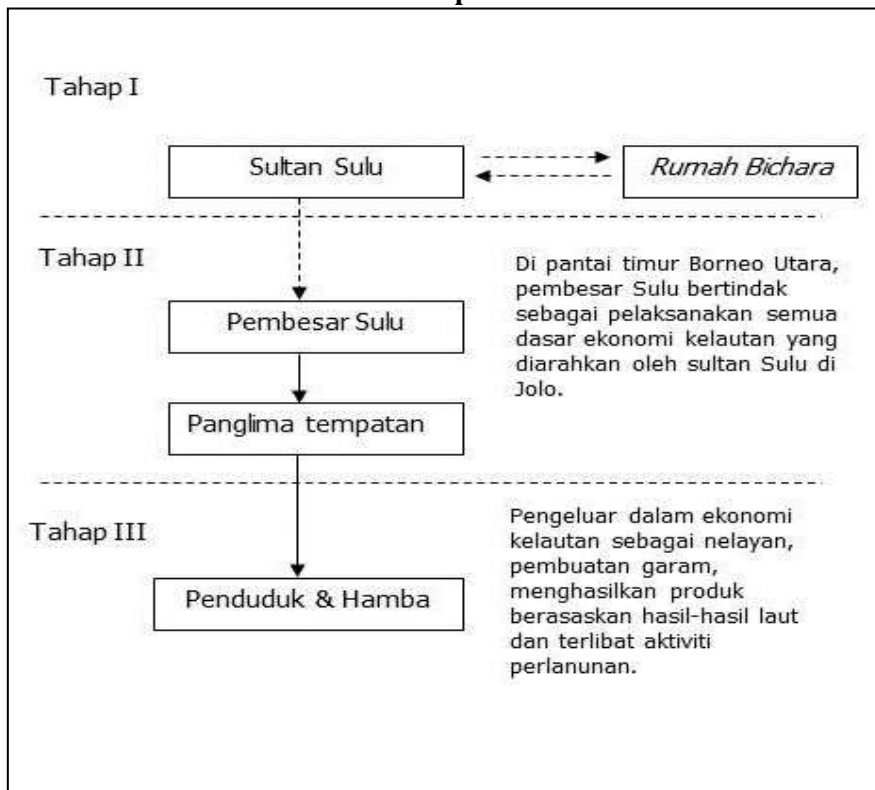 Tahap I
Sultan Sulu
Rumah Bichara
Tahap II
Di pantai timur Borneo Utara,
pembesar Sulu bertindak
sebagai pelaksanakan semua
dasar ekonomi kelautan yang
diarahkan oleh sultan Sulu di
Jolo.
Pembesar Sulu
Panglima tempatan
Tahap III
Pengeluar dalam ekonomi
kelautan sebagai nelayan,
pembuatan garam,
menghasilkan produk
berasaskan hasil-hasil laut
dan terlibat aktiviti
perlanunan.
Penduduk & Hamba